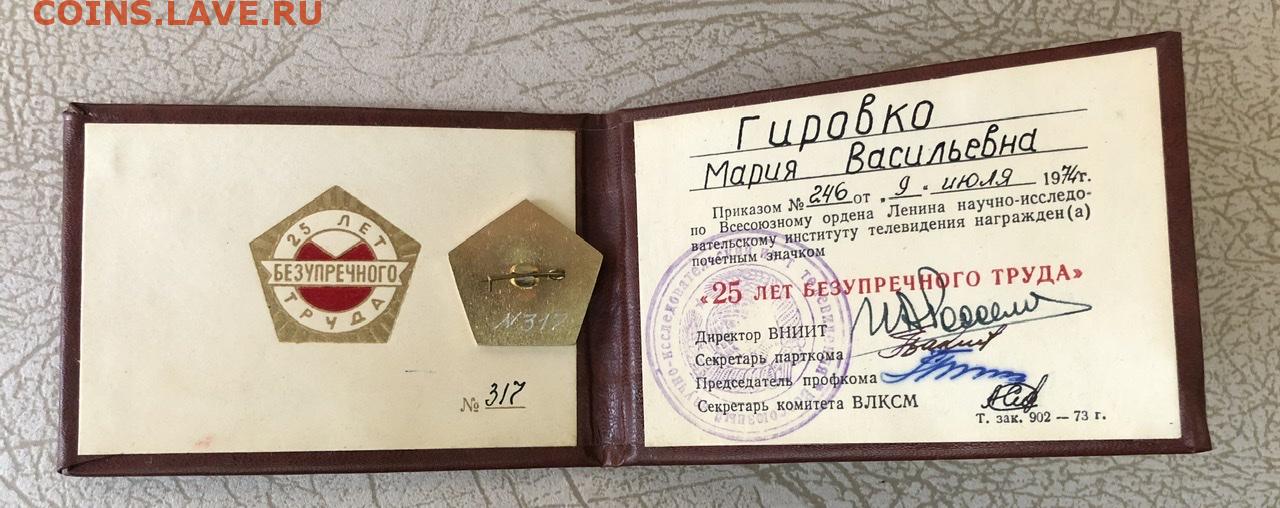 COINS.LAVE.RU
25 ЛЕТ
БЕЗУПРЕЧНОГО
ТРУДА
N317
№ 317
Гировко
Мария Васильевна
Приказом № 246 от „9“ июля 1974г.
по Всесоюзному ордена Ленина научно-исследо-
вательскому институту телевидения награжден(а)
почетным значком
«25 ЛЕТ БЕЗУПРЕЧНОГО ТРУДА»
Директор ВНИИТ
Секретарь парткома
Председатель профкома
Секретарь комитета ВЛКСМ
Т. зак. 902 — 73 г.